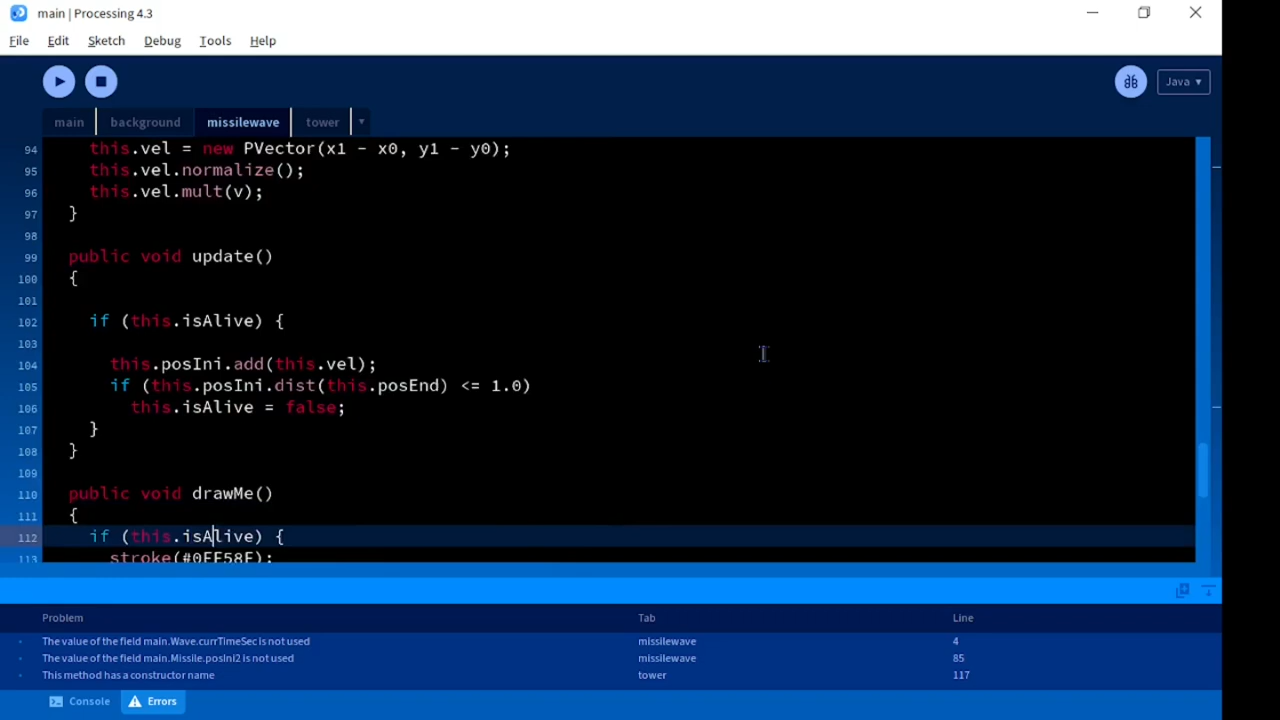 main | Processing 4.3
File Edit Sketch Debug Tools Help
Java ▾
main background missilewave tower ▾
94 this.vel = new PVector(x1 - x0, y1 - y0);
95 this.vel.normalize();
96 this.vel.mult(v);
97 }
98
99 public void update()
100 {
101
102 if (this.isAlive) {
103
104 this.posIni.add(this.vel);
105 if (this.posIni.dist(this.posEnd) <= 1.0)
106 this.isAlive = false;
107 }
108 }
109
110 public void drawMe()
111 {
112 if (this.isAlive) {
113 stroke(#0FF58F);
Problem Tab Line
The value of the field main.Wave.currTimeSec is not used missilewave 4
The value of the field main.Missile.posIni2 is not used missilewave 85
This method has a constructor name tower 117
Console Errors